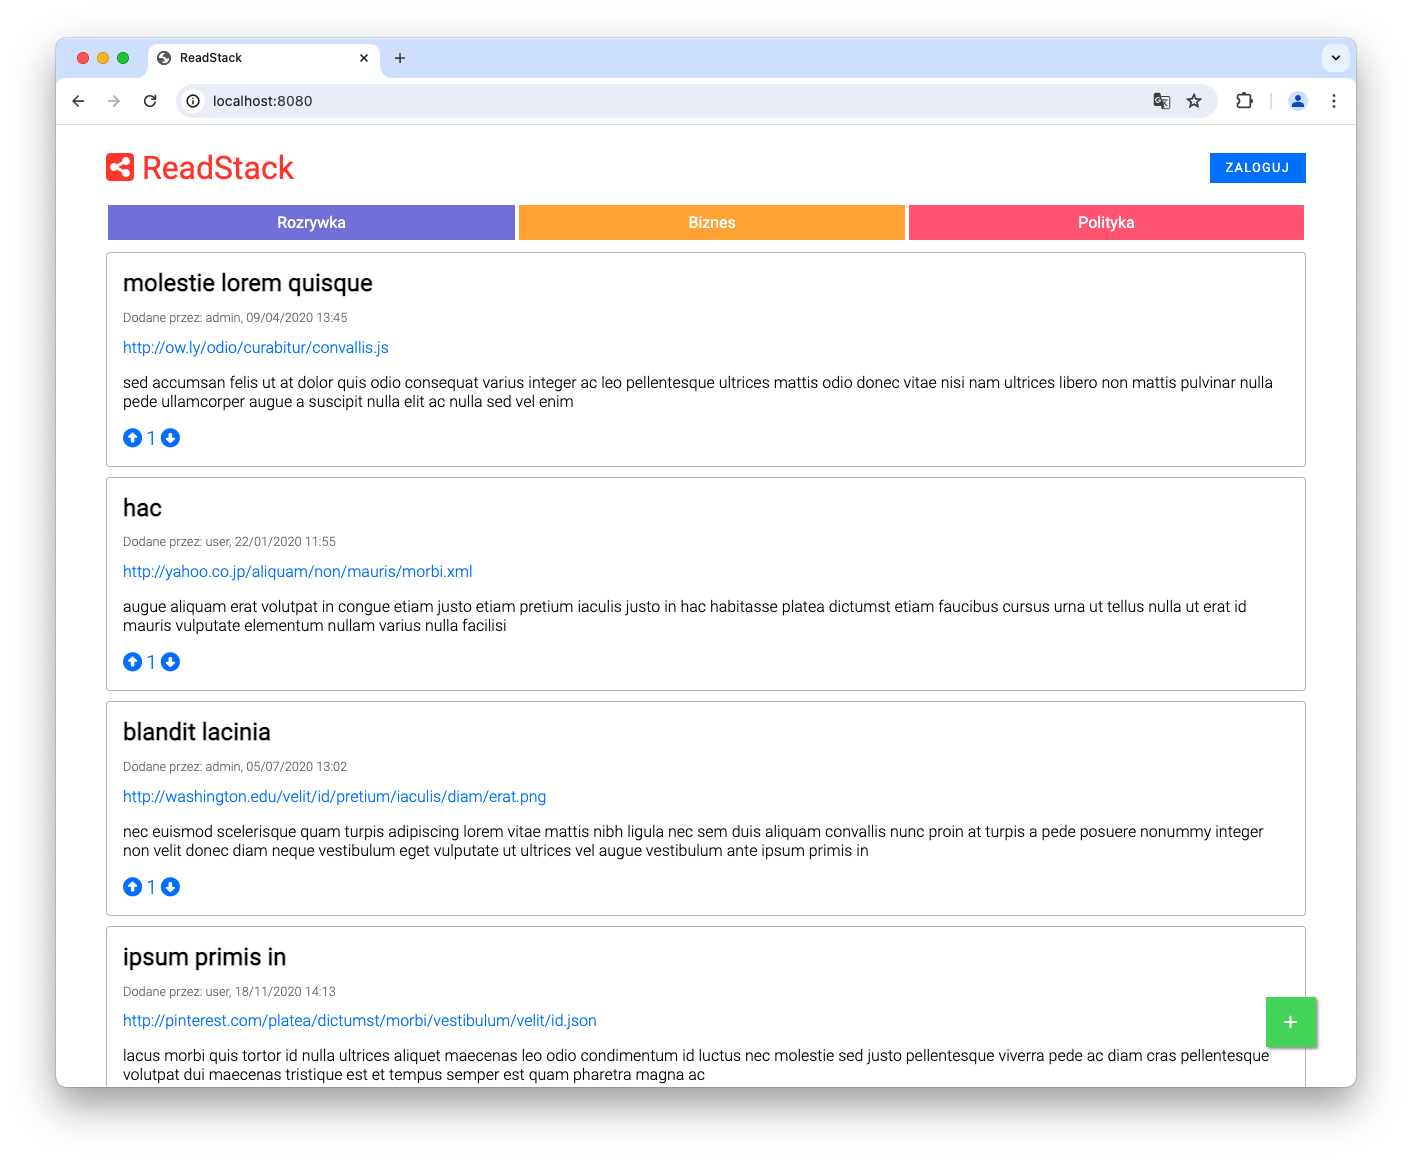 ReadStack
localhost:8080
ReadStack
ZALOGUJ
Rozrywka
Biznes
Polityka
molestie lorem quisque
Dodane przez: admin, 09/04/2020 13:45
http://ow.ly/odio/curabitur/convallis.js
sed accumsan felis ut at dolor quis odio consequat varius integer ac leo pellentesque ultrices mattis odio donec vitae nisi nam ultrices libero non mattis pulvinar nulla
pede ullamcorper augue a suscipit nulla elit ac nulla sed vel enim
1
hac
Dodane przez: user, 22/01/2020 11:55
http://yahoo.co.jp/aliquam/non/mauris/morbi.xml
augue aliquam erat volutpat in congue etiam justo etiam pretium iaculis justo in hac habitasse platea dictumst etiam faucibus cursus urna ut tellus nulla ut erat id
mauris vulputate elementum nullam varius nulla facilisi
1
blandit lacinia
Dodane przez: admin, 05/07/2020 13:02
http://washington.edu/velit/id/pretium/iaculis/diam/erat.png
nec euismod scelerisque quam turpis adipiscing lorem vitae mattis nibh ligula nec sem duis aliquam convallis nunc proin at turpis a pede posuere nonummy integer
non velit donec diam neque vestibulum eget vulputate ut ultrices vel augue vestibulum ante ipsum primis in
1
ipsum primis in
Dodane przez: user, 18/11/2020 14:13
http://pinterest.com/platea/dictumst/morbi/vestibulum/velit/id.json
lacus morbi quis tortor id nulla ultrices aliquet maecenas leo odio condimentum id luctus nec molestie sed justo pellentesque viverra pede ac diam cras pellentesque
volutpat dui maecenas tristique est et tempus semper est quam pharetra magna ac
+